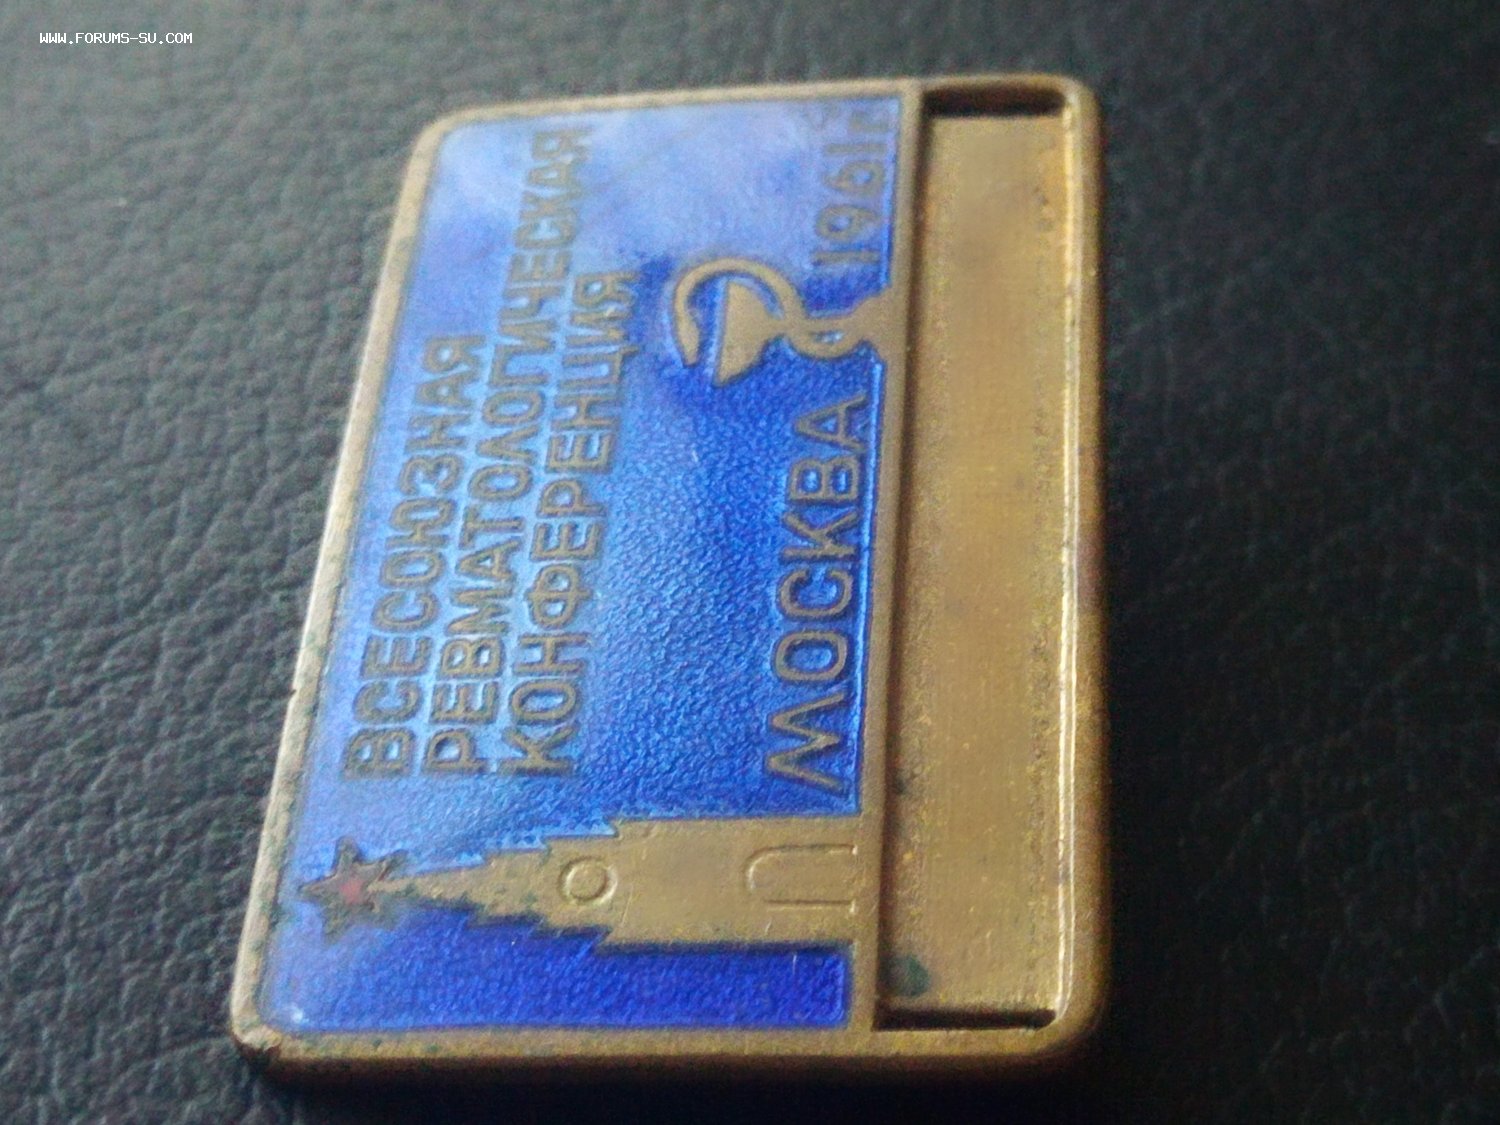 WWW.FORUMS-SU.COM
ВСЕСОЮЗНАЯ
РЕВМАТОЛОГИЧЕСКАЯ
КОНФЕРЕНЦИЯ
МОСКВА 1961г